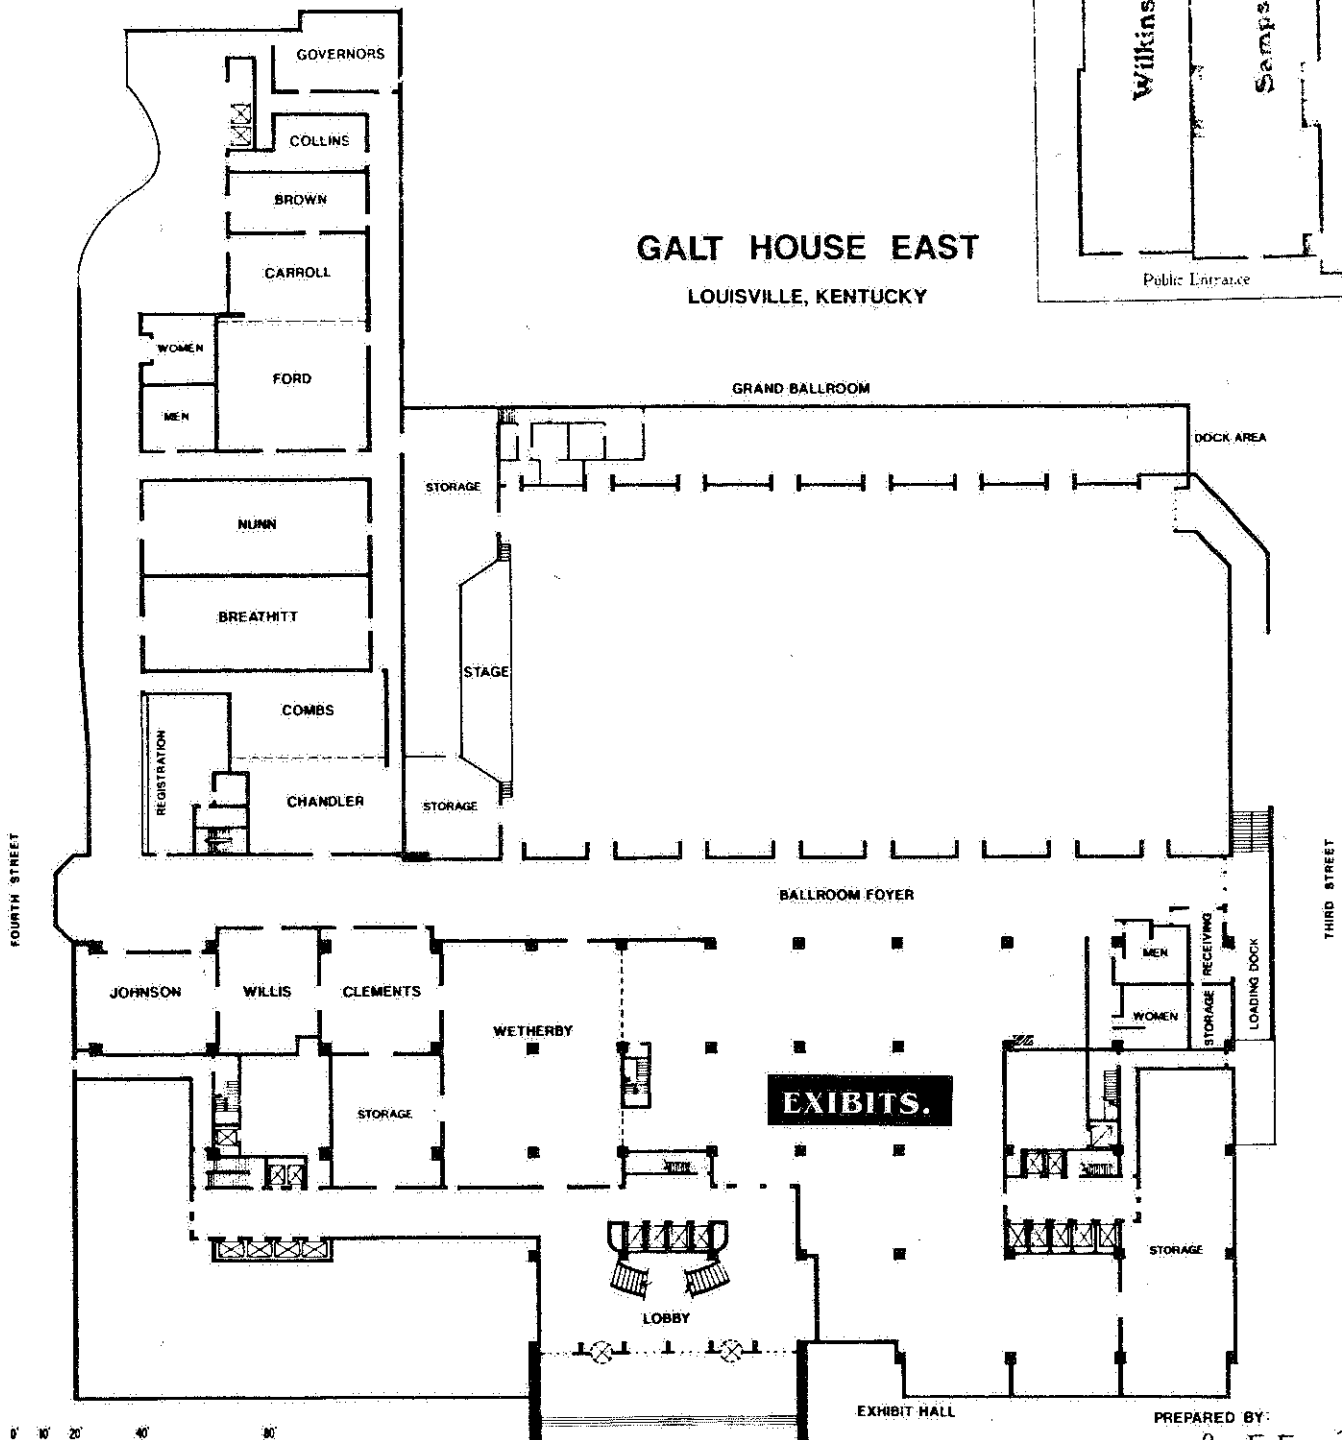 Wilkins
Samps
Public Entrance
GOVERNORS
COLLINS
BROWN
CARROLL
WOMEN
FORD
MEN
GALT HOUSE EAST
LOUISVILLE, KENTUCKY
GRAND BALLROOM
DOCK AREA
STORAGE
NUNN
BREATHITT
STAGE
COMBS
REGISTRATION
CHANDLER
STORAGE
FOURTH STREET
THIRD STREET
BALLROOM FOYER
JOHNSON
WILLIS
CLEMENTS
WETHERBY
MEN
WOMEN
STORAGE
RECEIVING
LOADING DOCK
EXIBITS.
STORAGE
STORAGE
LOBBY
EXHIBIT HALL
PREPARED BY:
0' 10' 20' 40' 80'